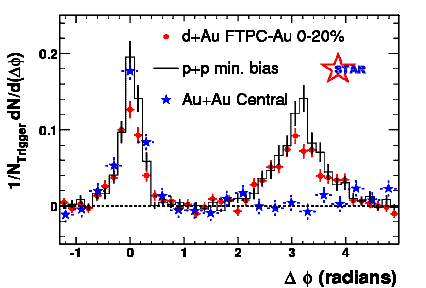 d+Au FTPC-Au 0-20%
p+p min. bias
Au+Au Central
STAR
1/N_Trigger dN/d(Δφ)
0.2
0.1
0
-1 0 1 2 3 4
Δ φ (radians)